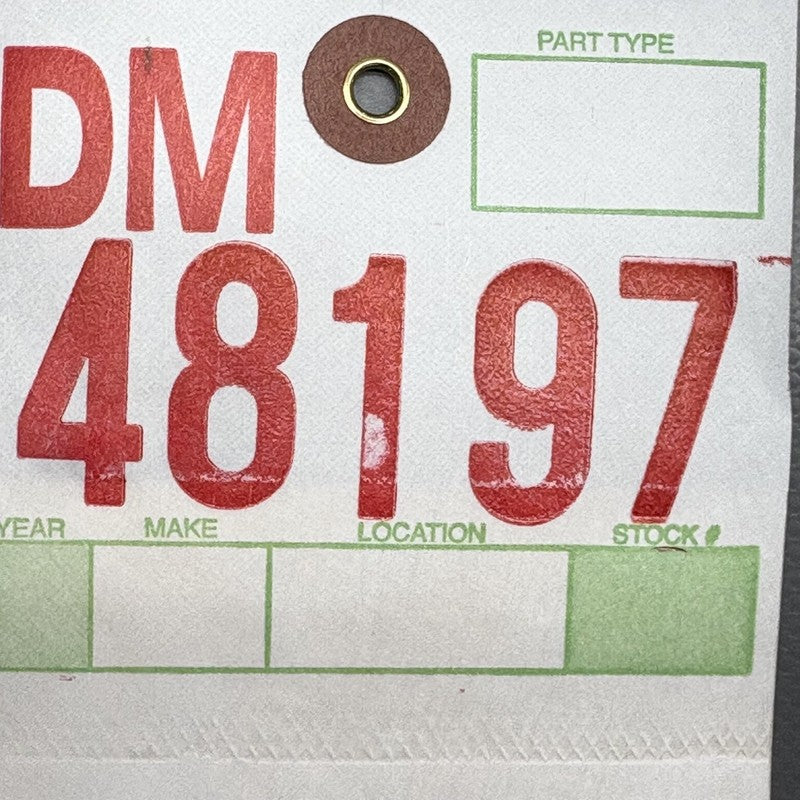 DM
PART TYPE
48197
YEAR MAKE LOCATION STOCK #